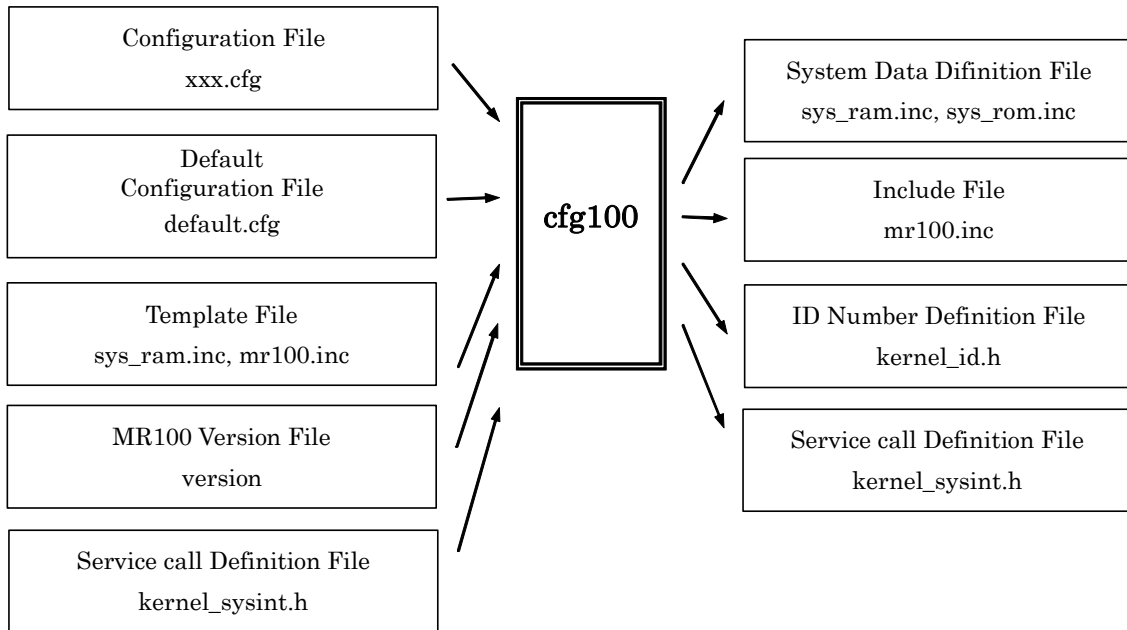 Configuration File
xxx.cfg
Default
Configuration File
default.cfg
Template File
sys_ram.inc, mr100.inc
MR100 Version File
version
Service call Definition File
kernel_sysint.h
cfg100
System Data Difinition File
sys_ram.inc, sys_rom.inc
Include File
mr100.inc
ID Number Definition File
kernel_id.h
Service call Definition File
kernel_sysint.h